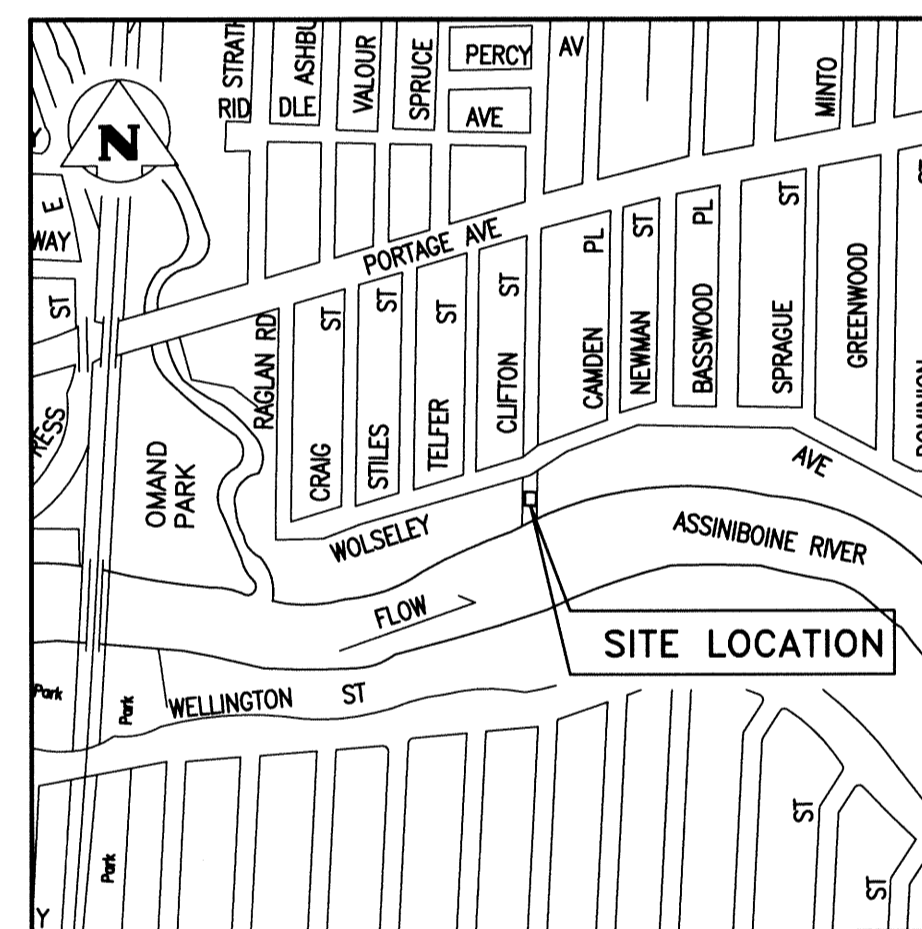 STRATH
RID
DLE
ASHBU
VALOUR
SPRUCE
PERCY
AV
AVE
MINTO
N
E
WAY
ST
PORTAGE AVE
RAGLAN RD
CRAIG ST
STILES ST
TELFER ST
CLIFTON ST
CAMDEN PL
NEWMAN ST
BASSWOOD PL
SPRAGUE ST
GREENWOOD
DOMINION
RESS
OMAND
PARK
WOLSELEY
AVE
ASSINIBOINE RIVER
FLOW
SITE LOCATION
Park
Park
WELLINGTON ST
ST
ST
Park
Y